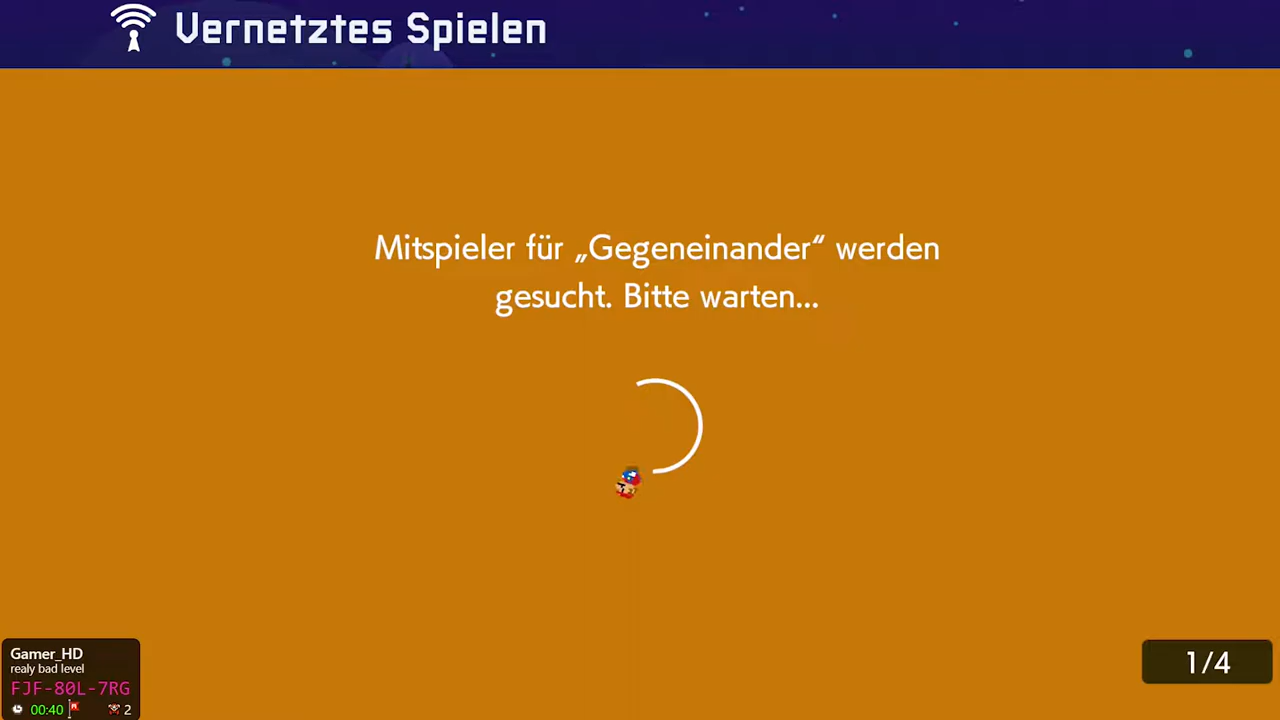 Vernetztes Spielen
Mitspieler für „Gegeneinander“ werden
gesucht. Bitte warten...
Gamer_HD
realy bad level
FJF-80L-7RG
00:40 2
1/4